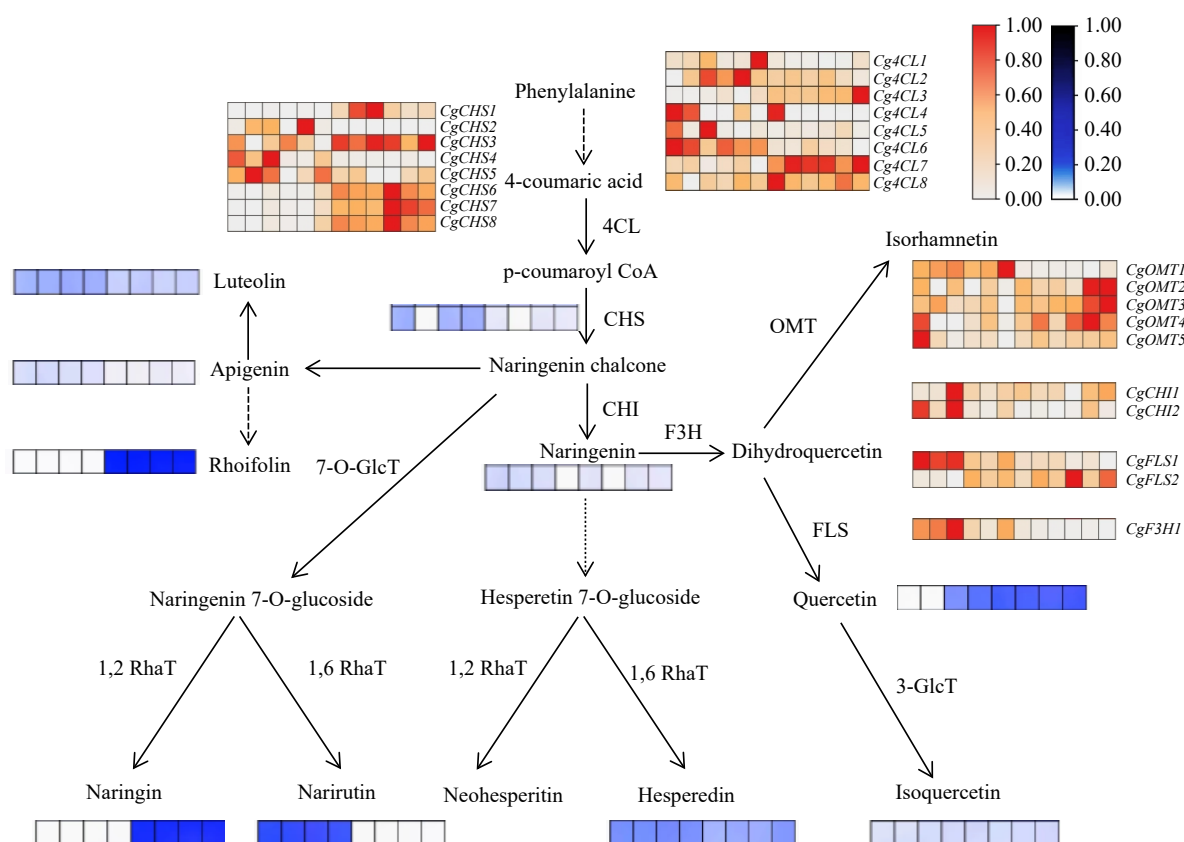 1.00
0.80
0.60
0.40
0.20
0.00
1.00
0.80
0.60
0.40
0.20
0.00
Cg4CL1
Cg4CL2
Cg4CL3
Cg4CL4
Cg4CL5
Cg4CL6
Cg4CL7
Cg4CL8
CgCHS1
CgCHS2
CgCHS3
CgCHS4
CgCHS5
CgCHS6
CgCHS7
CgCHS8
Phenylalanine
4-coumaric acid
4CL
p-coumaroyl CoA
CHS
Naringenin chalcone
CHI
Naringenin
F3H
Dihydroquercetin
OMT
Isorhamnetin
CgOMT1
CgOMT2
CgOMT3
CgOMT4
CgOMT5
CgCHI1
CgCHI2
CgFLS1
CgFLS2
CgF3H1
Luteolin
Apigenin
Rhoifolin
7-O-GlcT
FLS
Naringenin 7-O-glucoside
Hesperetin 7-O-glucoside
Quercetin
1,2 RhaT
1,6 RhaT
1,2 RhaT
1,6 RhaT
3-GlcT
Naringin
Narirutin
Neohesperitin
Hesperedin
Isoquercetin